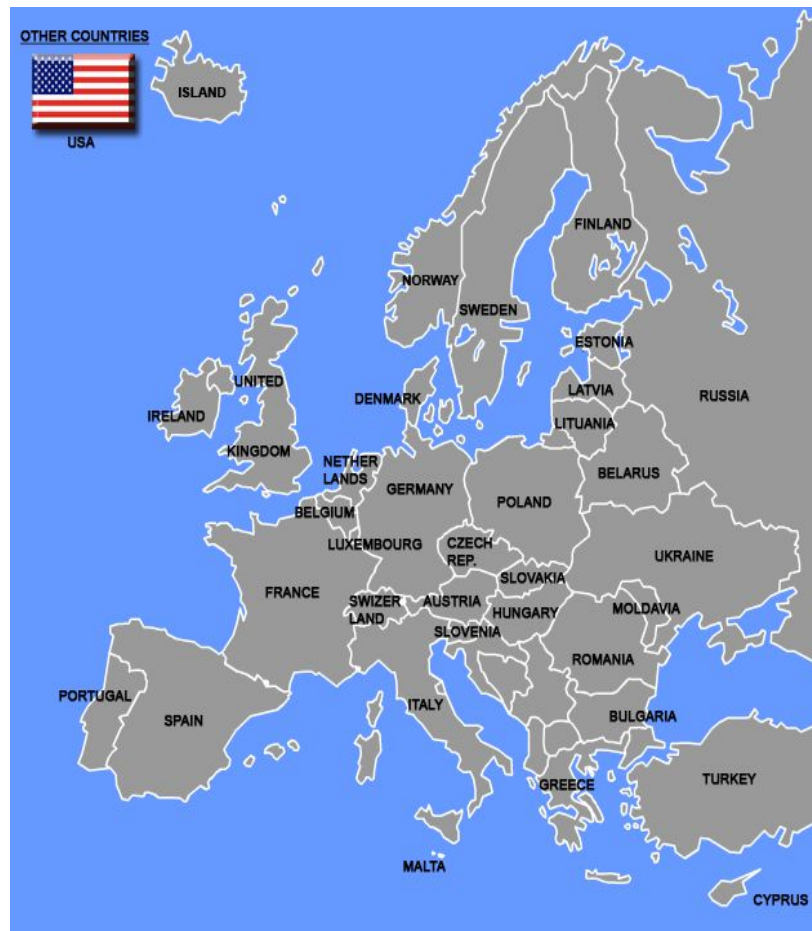 OTHER COUNTRIES
USA
ISLAND
FINLAND
NORWAY
SWEDEN
ESTONIA
LATVIA
LITUANIA
RUSSIA
DENMARK
UNITED
KINGDOM
IRELAND
NETHER
LANDS
BELARUS
GERMANY
POLAND
BELGIUM
LUXEMBOURG
CZECH
REP.
UKRAINE
SLOVAKIA
FRANCE
SWIZER
LAND
AUSTRIA
HUNGARY
MOLDAVIA
SLOVENIA
ROMANIA
PORTUGAL
SPAIN
ITALY
BULGARIA
GREECE
TURKEY
MALTA
CYPRUS